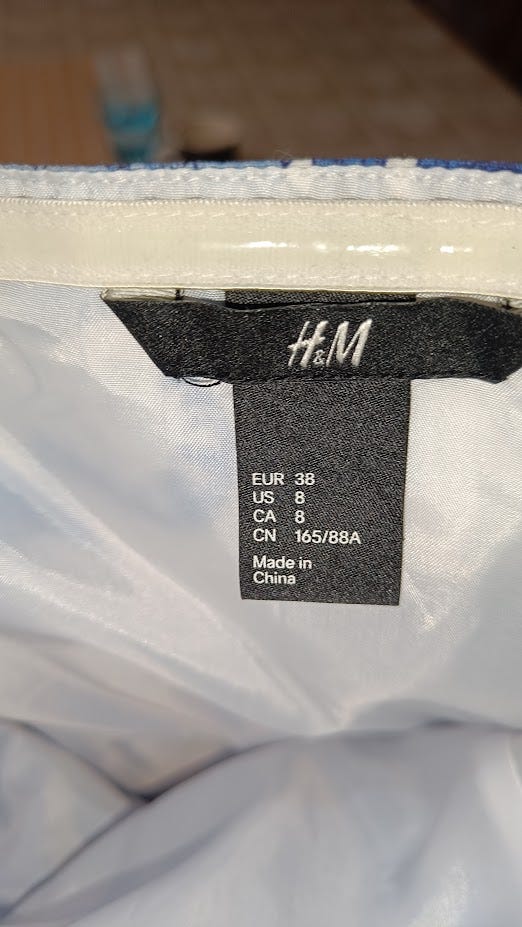 H&M
EUR 38
US 8
CA 8
CN 165/88A
Made in
China